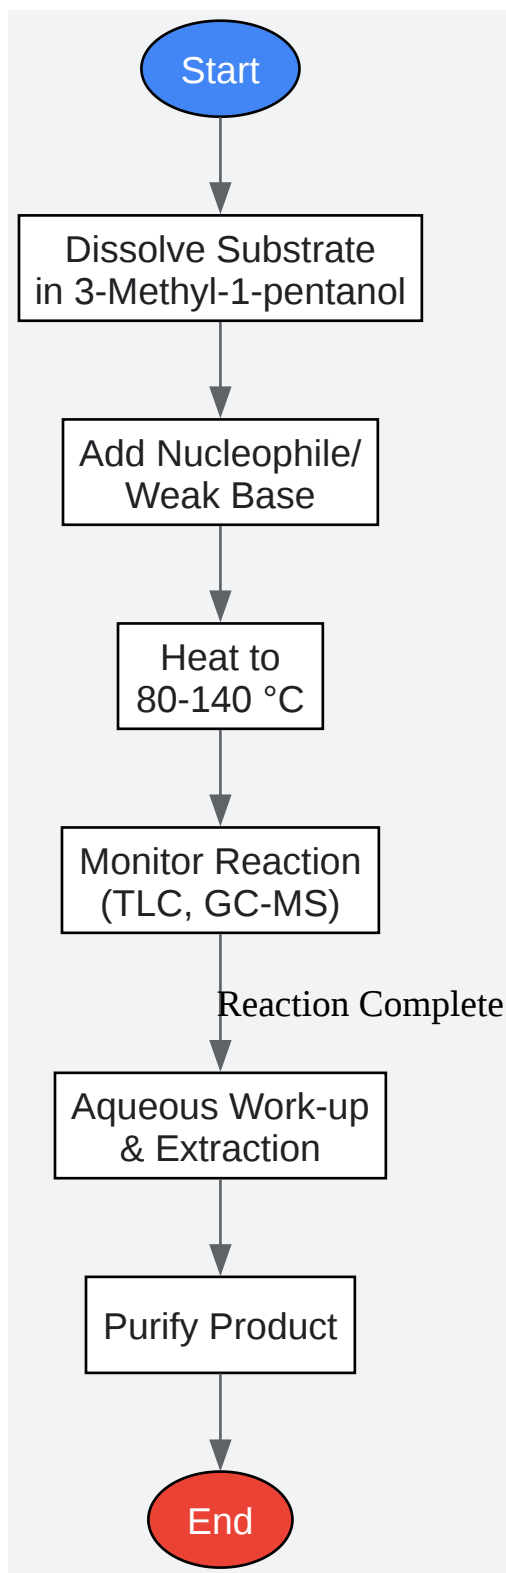 Start
Dissolve Substrate
in 3-Methyl-1-pentanol
Add Nucleophile/
Weak Base
Heat to
80-140 °C
Monitor Reaction
(TLC, GC-MS)
Reaction Complete
Aqueous Work-up
& Extraction
Purify Product
End